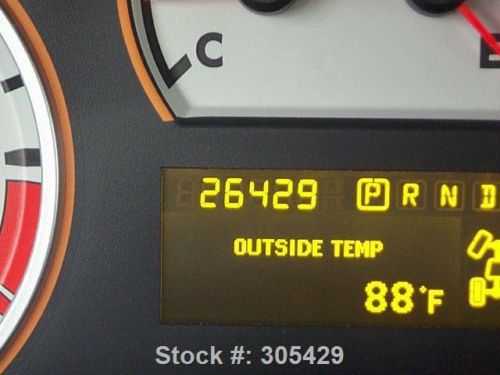 C
E
26429 P R N D
OUTSIDE TEMP
88°F
Stock #: 305429